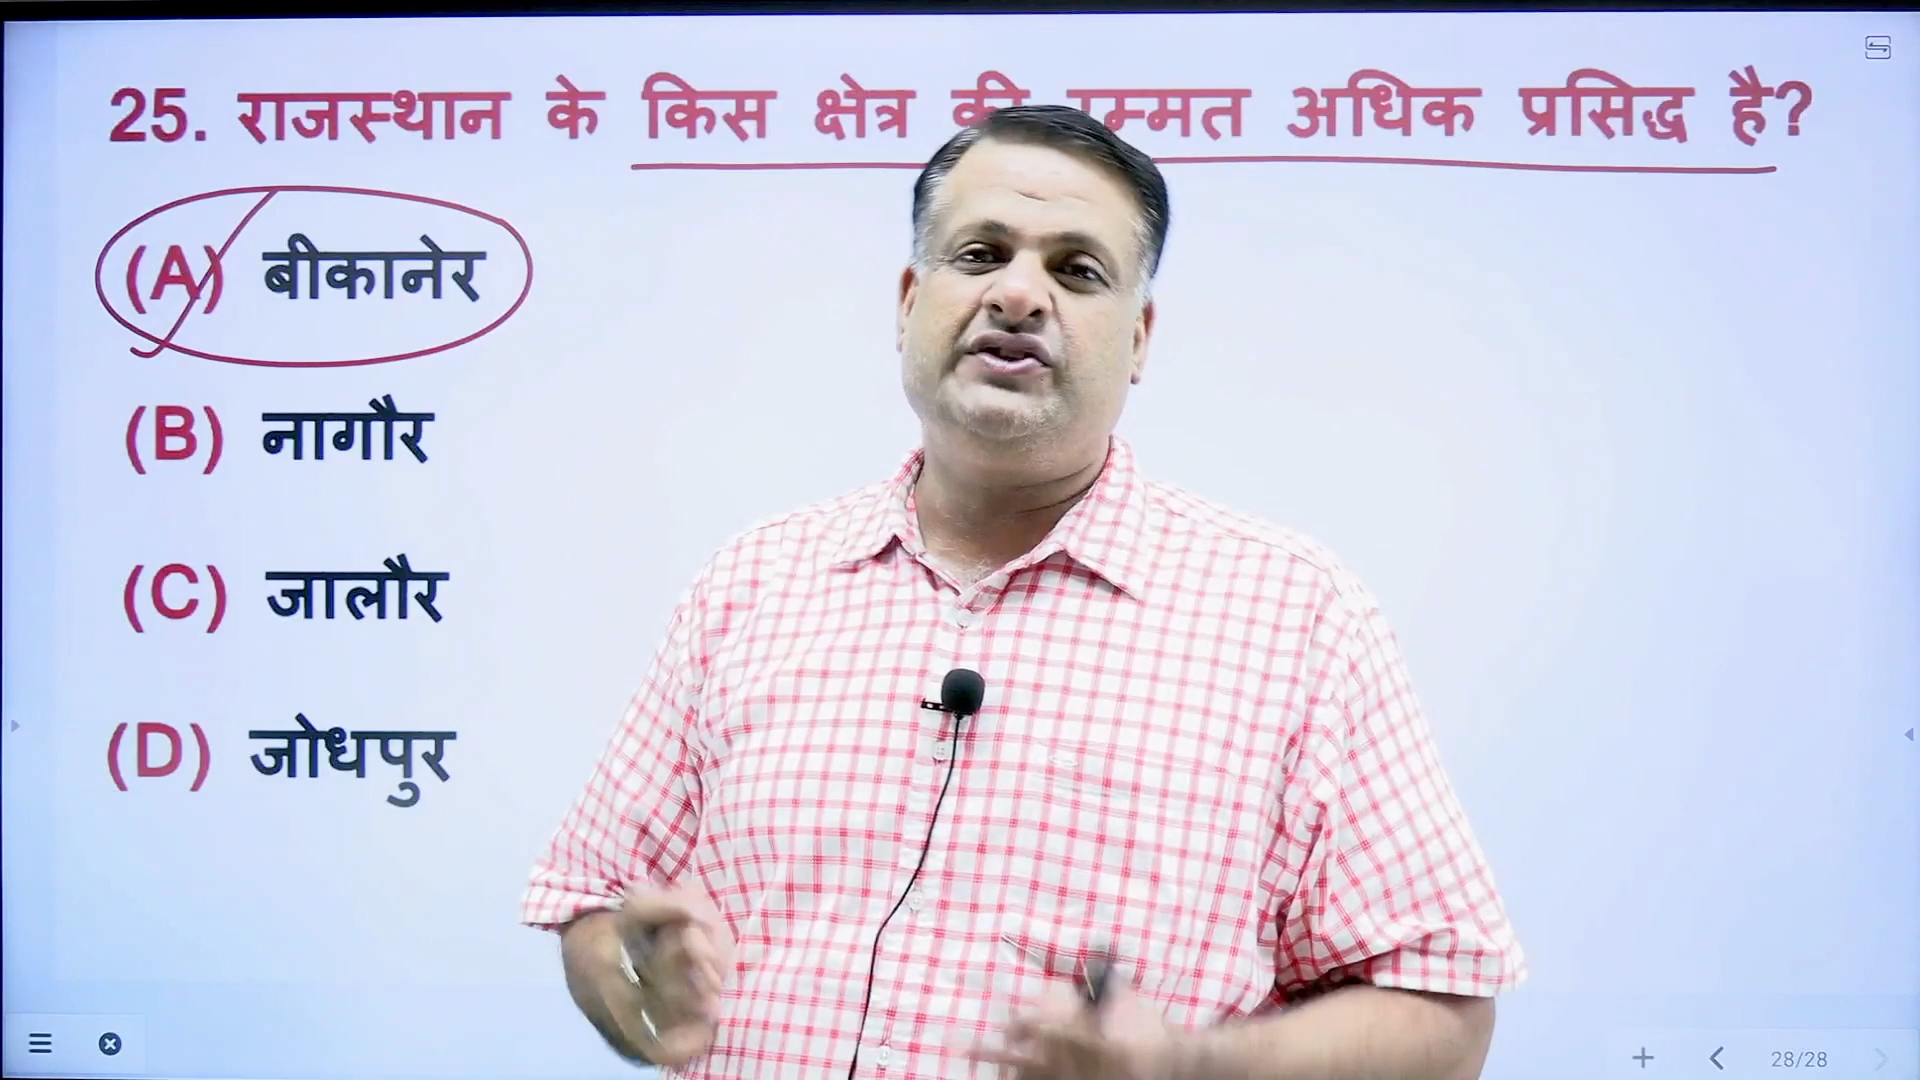 25. राजस्थान के किस क्षेत्र की अधिक प्रसिद्ध है?
(A) बीकानेर
(B) नागौर
(C) जालौर
(D) जोधपुर
28/28